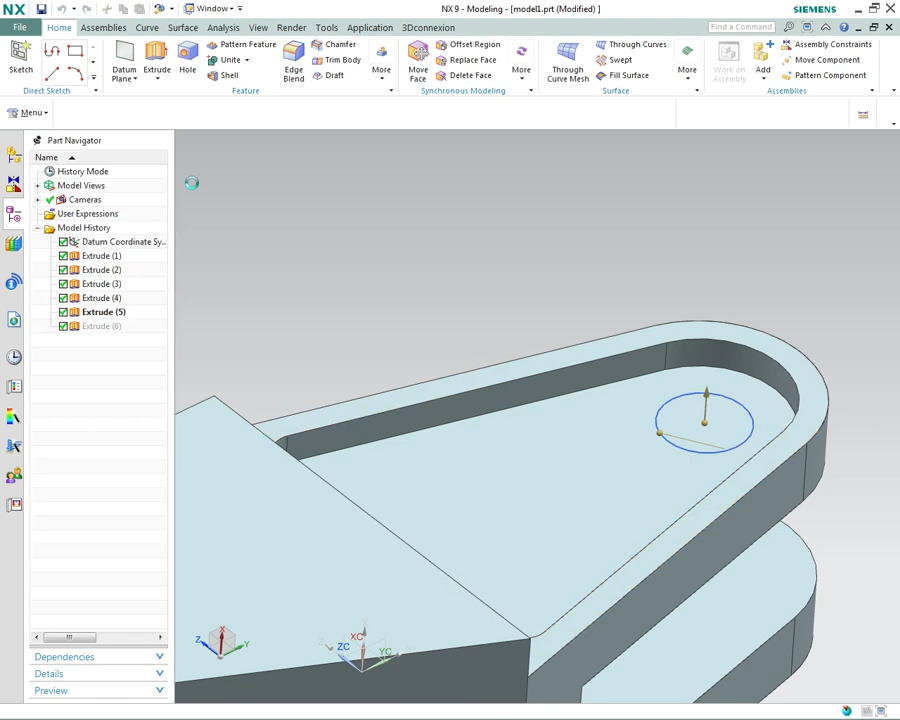 NX Window NX 9 - Modeling - [model1.prt (Modified) ] SIEMENS
File Home Assemblies Curve Surface Analysis View Render Tools Application 3Dconnexion Find a Command
Pattern Feature Chamfer Offset Region Through Curves Assembly Constraints
Unite Trim Body Replace Face Swept Move Component
Shell Draft Delete Face Fill Surface Pattern Component
Sketch Datum Plane Extrude Hole Edge Blend More Move Face More Through Curve Mesh More Work on Assembly Add
Direct Sketch Feature Synchronous Modeling Surface Assemblies
Menu
Part Navigator
Name
History Mode
Model Views
Cameras
User Expressions
Model History
Datum Coordinate Sy...
Extrude (1)
Extrude (2)
Extrude (3)
Extrude (4)
Extrude (5)
Extrude (6)
X
Z Y
XC
ZC YC
Dependencies
Details
Preview